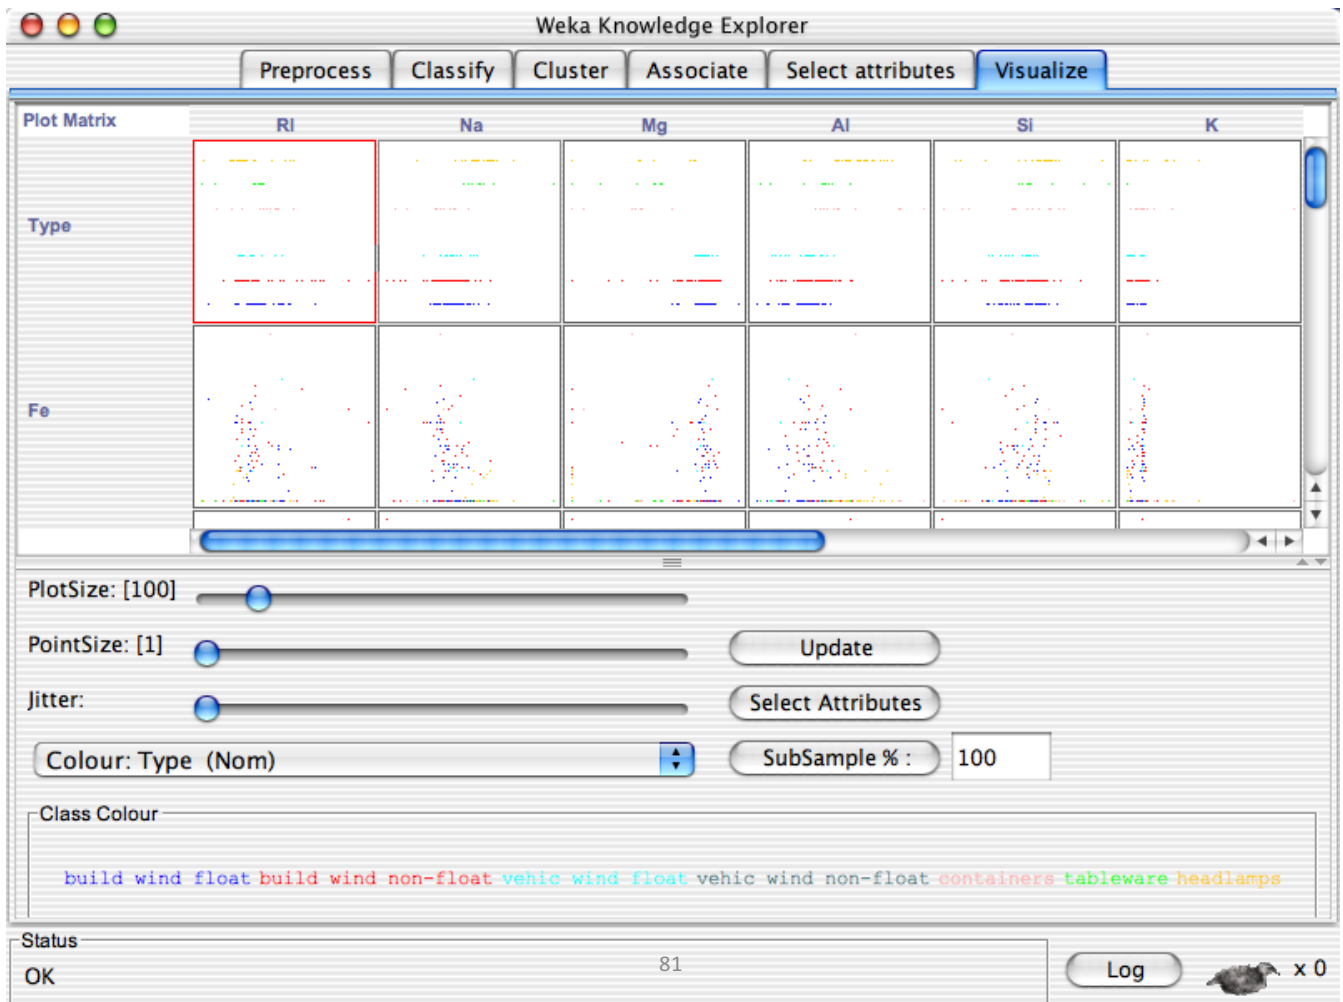 Weka Knowledge Explorer
Preprocess Classify Cluster Associate Select attributes Visualize
Plot Matrix RI Na Mg Al Si K
Type
Fe
PlotSize: [100]
PointSize: [1] Update
Jitter: Select Attributes
Colour: Type (Nom) SubSample % : 100
Class Colour
build wind float build wind non-float vehic wind float vehic wind non-float containers tableware headlamps
Status
OK 81 Log x 0